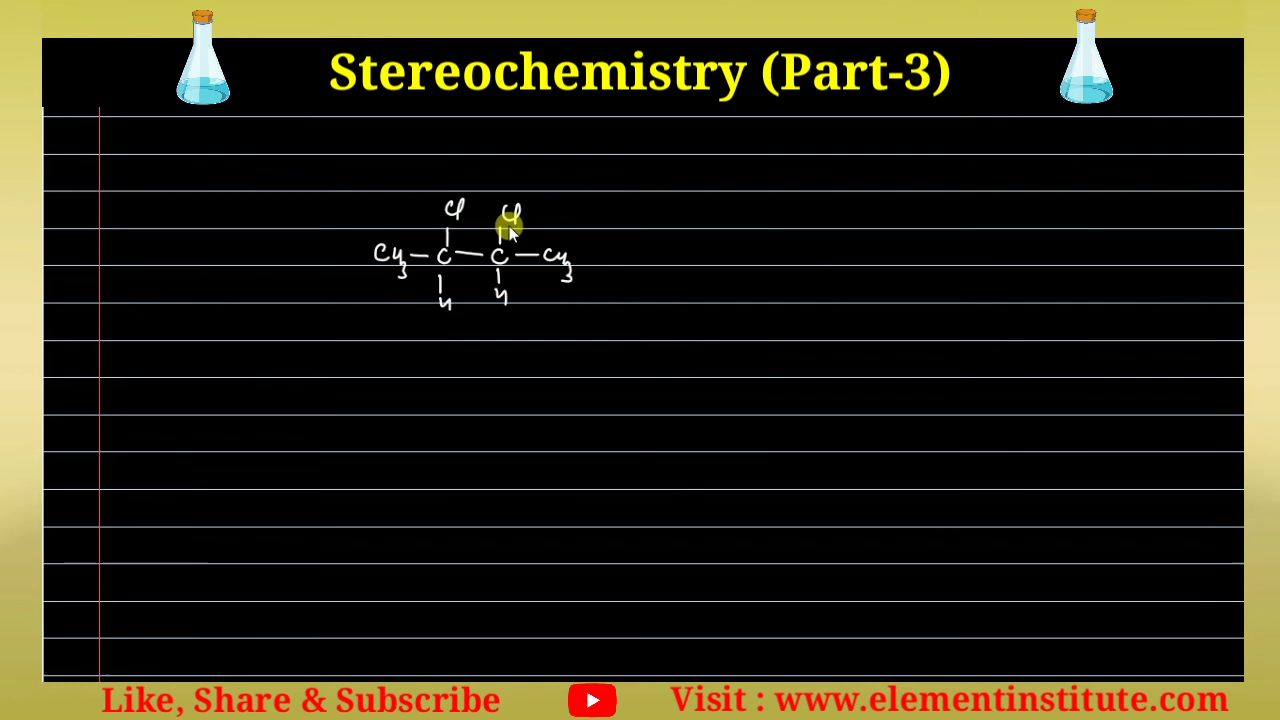 Stereochemistry (Part-3)
Cl Cl
CH3 — C — C — CH3
H H
Like, Share & Subscribe
Visit : www.elementinstitute.com